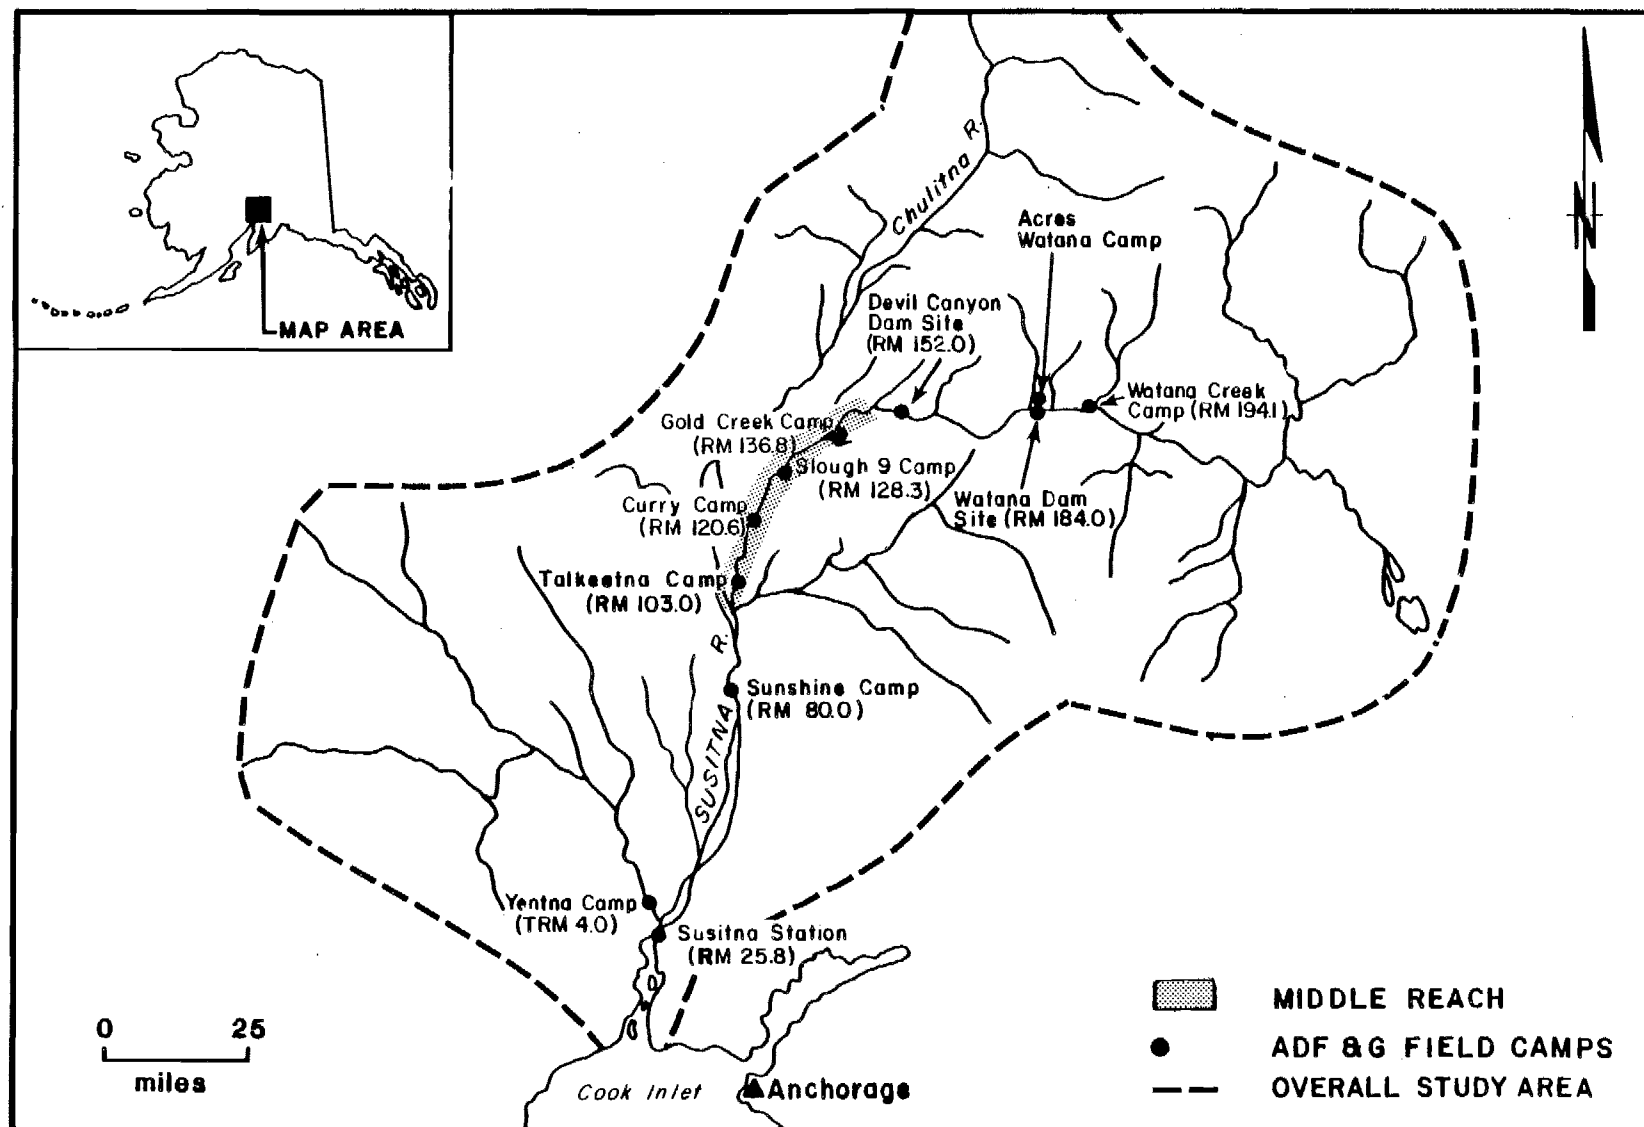 MAP AREA
Chulitna R.
Acres
Watana Camp
Devil Canyon
Dam Site
(RM 152.0)
Watana Creek
Camp (RM 194.1)
Gold Creek Camp
(RM 136.8)
Slough 9 Camp
(RM 128.3)
Watana Dam
Site (RM 184.0)
Curry Camp
(RM 120.6)
Talkeetna Camp
(RM 103.0)
SUSITNA R.
Sunshine Camp
(RM 80.0)
Yentna Camp
(TRM 4.0)
Susitna Station
(RM 25.8)
Cook Inlet
Anchorage
0 25
miles
N
MIDDLE REACH
ADF &G FIELD CAMPS
OVERALL STUDY AREA